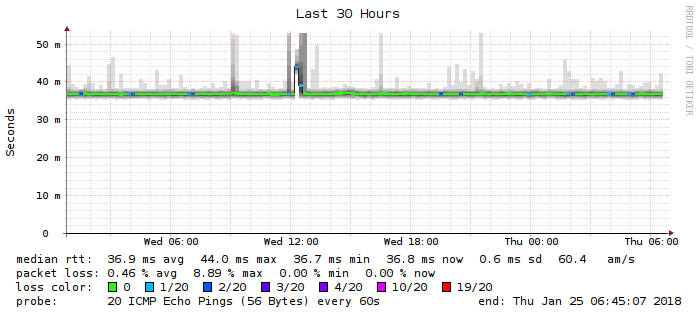 Last 30 Hours
RRDTOOL / TOBI OETIKER
Seconds
50 m
40 m
30 m
20 m
10 m
0
Wed 06:00 Wed 12:00 Wed 18:00 Thu 00:00 Thu 06:00
median rtt: 36.9 ms avg 44.0 ms max 36.7 ms min 36.8 ms now 0.6 ms sd 60.4 am/s
packet loss: 0.46 % avg 8.89 % max 0.00 % min 0.00 % now
loss color: 0 1/20 2/20 3/20 4/20 10/20 19/20
probe: 20 ICMP Echo Pings (56 Bytes) every 60s end: Thu Jan 25 06:45:07 2018